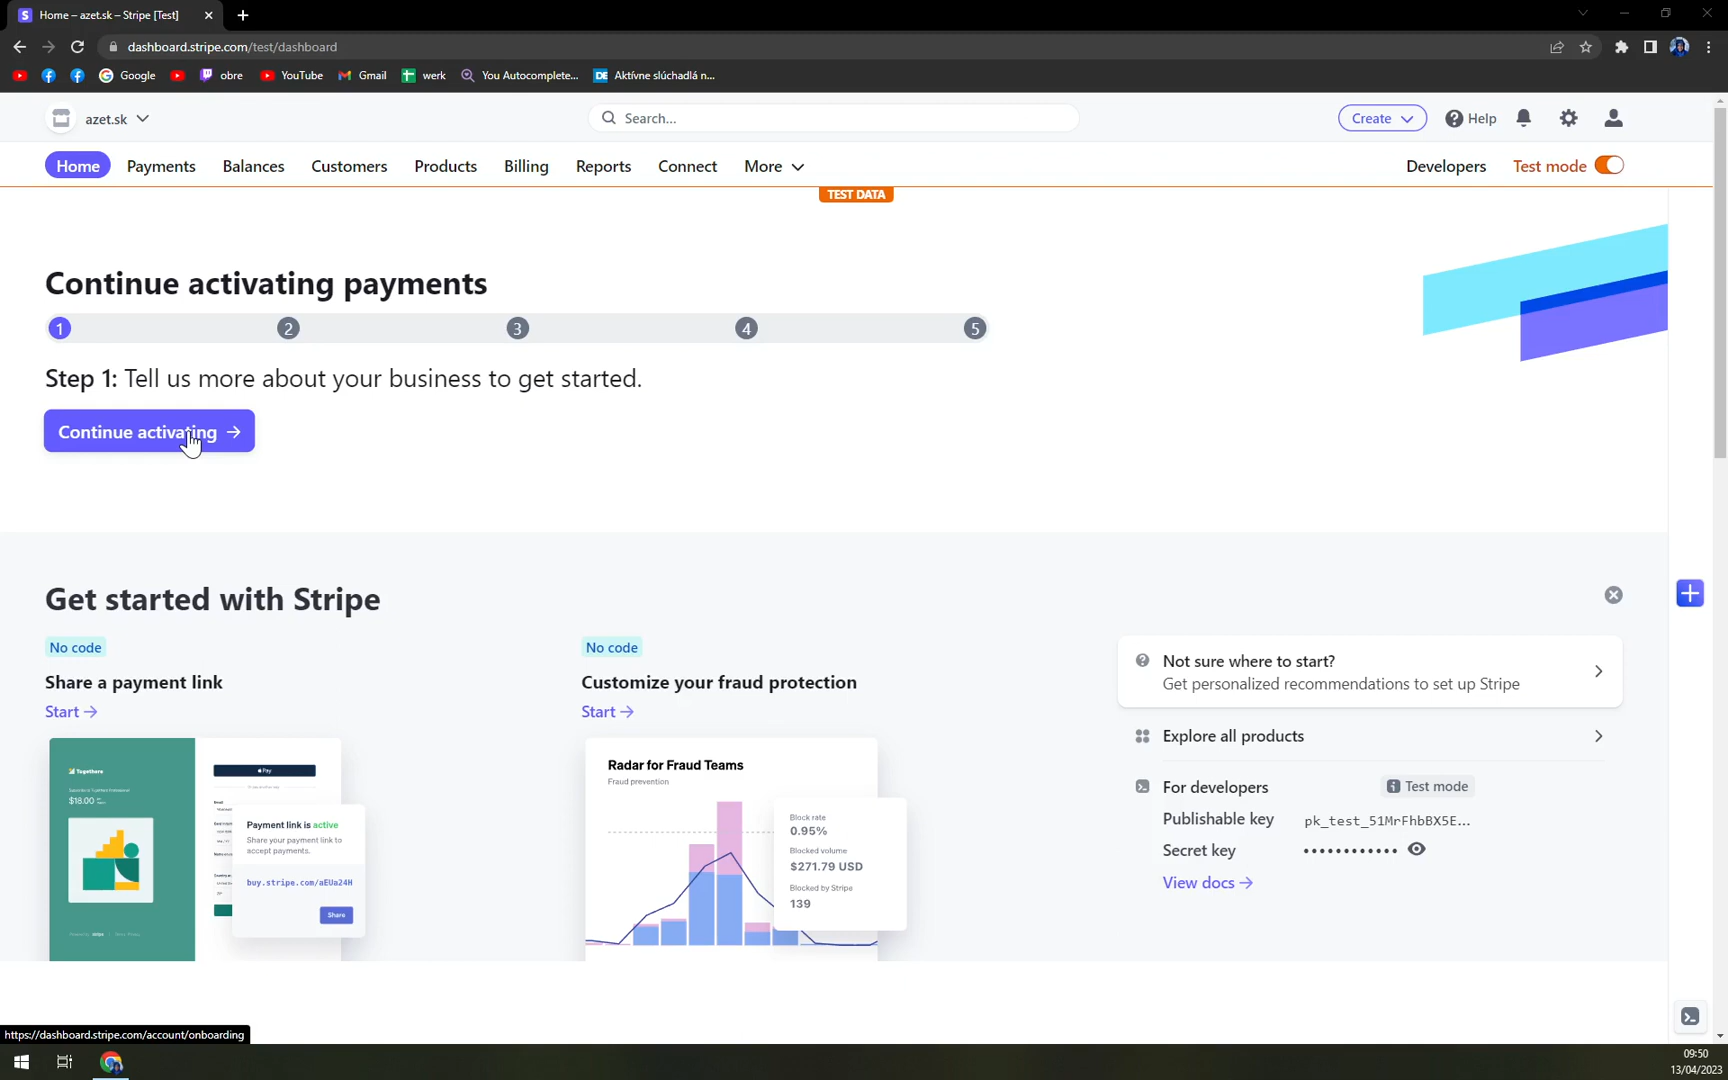 Home – azet.sk – Stripe [Test]
dashboard.stripe.com/test/dashboard
Google
obre
YouTube
Gmail
werk
You Autocomplete...
DE Aktívne slúchadlá n...
azet.sk
Search...
Create
Help
Home
Payments
Balances
Customers
Products
Billing
Reports
Connect
More
Developers
Test mode
TEST DATA
Continue activating payments
1 2 3 4 5
Step 1: Tell us more about your business to get started.
Continue activating →
Get started with Stripe
No code
Share a payment link
Start →
Togethere
$18.00
Pay
Payment link is active
Share your payment link to
accept payments.
buy.stripe.com/aEUa24H
Share
No code
Customize your fraud protection
Start →
Radar for Fraud Teams
Fraud prevention
Block rate
0.95%
Blocked volume
$271.79 USD
Blocked by Stripe
139
Not sure where to start?
Get personalized recommendations to set up Stripe
Explore all products
For developers
Test mode
Publishable key
pk_test_51MrFhbBX5E...
Secret key
••••••••••••
View docs →
https://dashboard.stripe.com/account/onboarding
09:50
13/04/2023